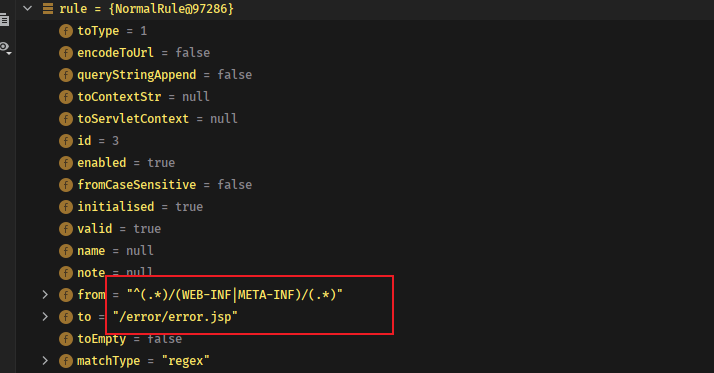 rule = {NormalRule@97286}
f toType = 1
f encodeToUrl = false
f queryStringAppend = false
f toContextStr = null
f toServletContext = null
f id = 3
f enabled = true
f fromCaseSensitive = false
f initialised = true
f valid = true
f name = null
f note = null
f from = "^(.*)/(WEB-INF|META-INF)/(.*)"
f to = "/error/error.jsp"
f toEmpty = false
f matchType = "regex"